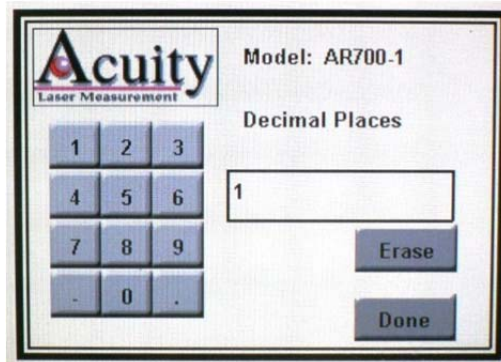 Acuity
Laser Measurement
Model: AR700-1
Decimal Places
1 2 3
4 5 6
7 8 9
- 0 .
1
Erase
Done